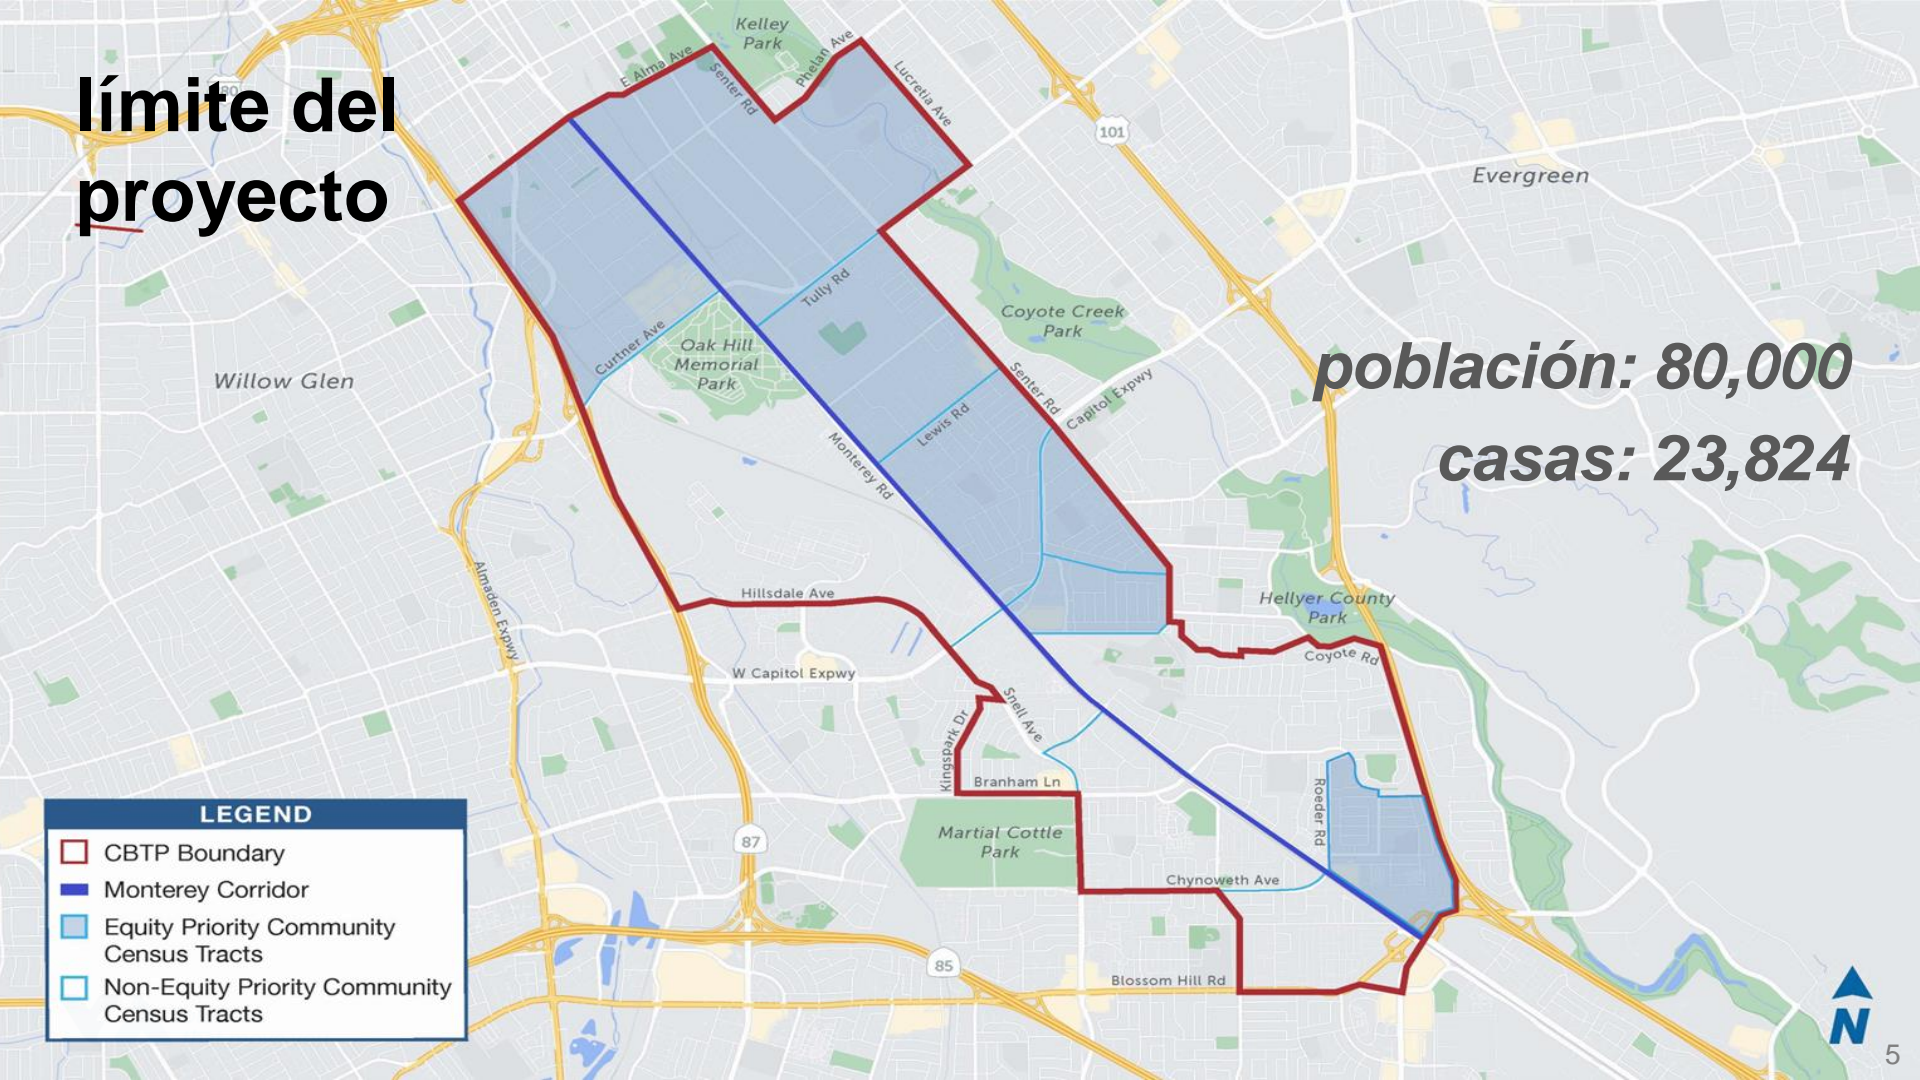 límite del
proyecto
población: 80,000
casas: 23,824
Kelley
Park
E Alma Ave
Senter Rd
Phelan Ave
Lucretia Ave
101
Evergreen
Tully Rd
Curtner Ave
Oak Hill
Memorial
Park
Coyote Creek
Park
Willow Glen
Senter Rd
Capitol Expwy
Lewis Rd
Monterey Rd
Almaden Expwy
Hillsdale Ave
Hellyer County
Park
Coyote Rd
W Capitol Expwy
Snell Ave
Kingspark Dr
Branham Ln
Roeder Rd
Martial Cottle
Park
87
Chynoweth Ave
85
Blossom Hill Rd
LEGEND
CBTP Boundary
Monterey Corridor
Equity Priority Community
Census Tracts
Non-Equity Priority Community
Census Tracts
N
5